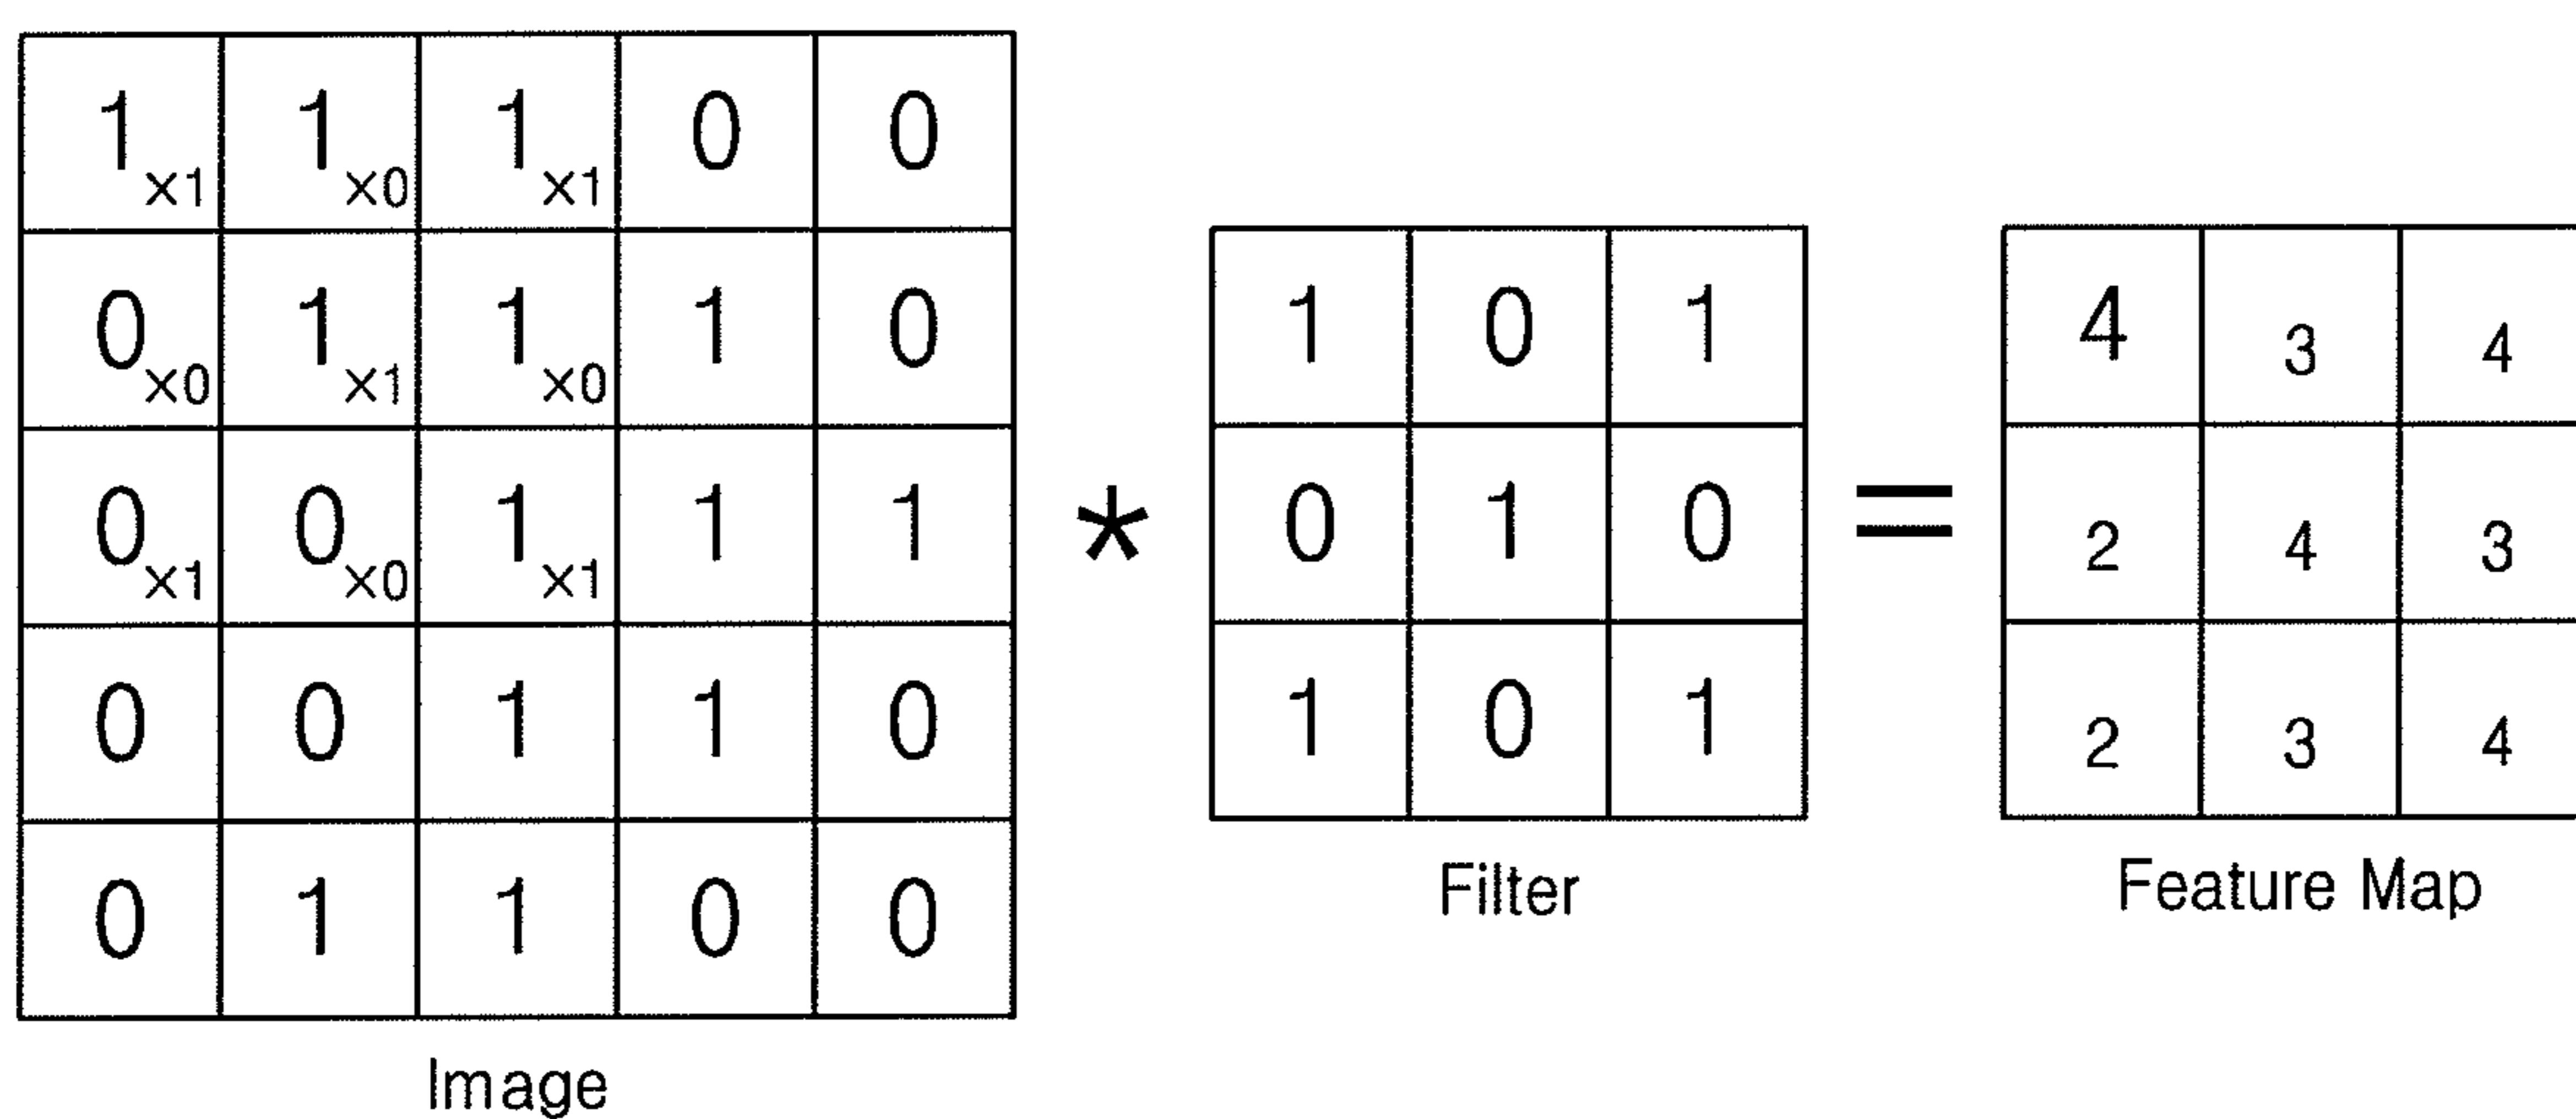 1×1 1×0 1×1 0 0
0×0 1×1 1×0 1 0
0×1 0×0 1×1 1 1
0 0 1 1 0
0 1 1 0 0
Image
*
1 0 1
0 1 0
1 0 1
Filter
=
4 3 4
2 4 3
2 3 4
Feature Map